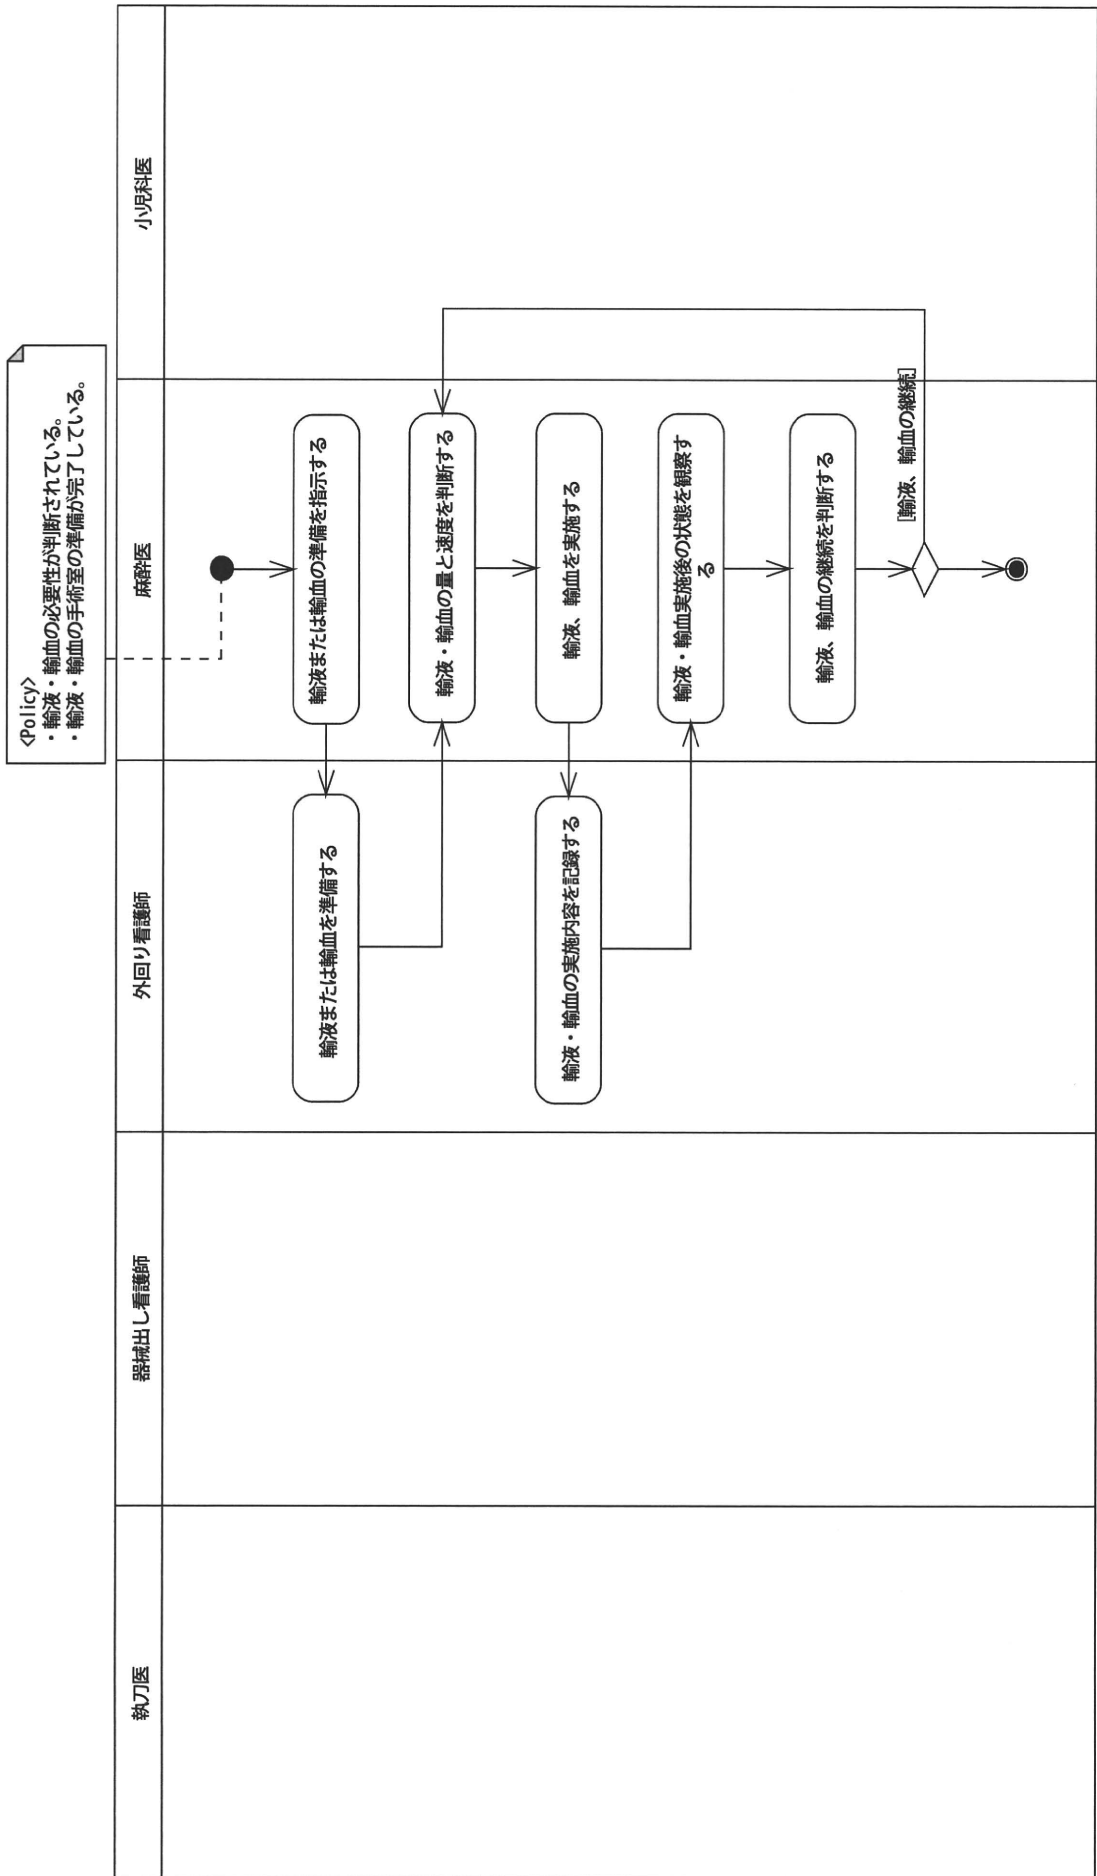 <Policy>
・輸液・輸血の必要性が判断されている。
・輸液・輸血の手術室の準備が完了している。
執刀医
器械出し看護師
外回り看護師
麻酔医
小児科医
輸液または輸血の準備を指示する
輸液または輸血を準備する
輸液・輸血の量と速度を判断する
輸液、輸血を実施する
輸液・輸血の実施内容を記録する
輸液・輸血実施後の状態を観察す
る
輸液、輸血の継続を判断する
[輸液、輸血の継続]